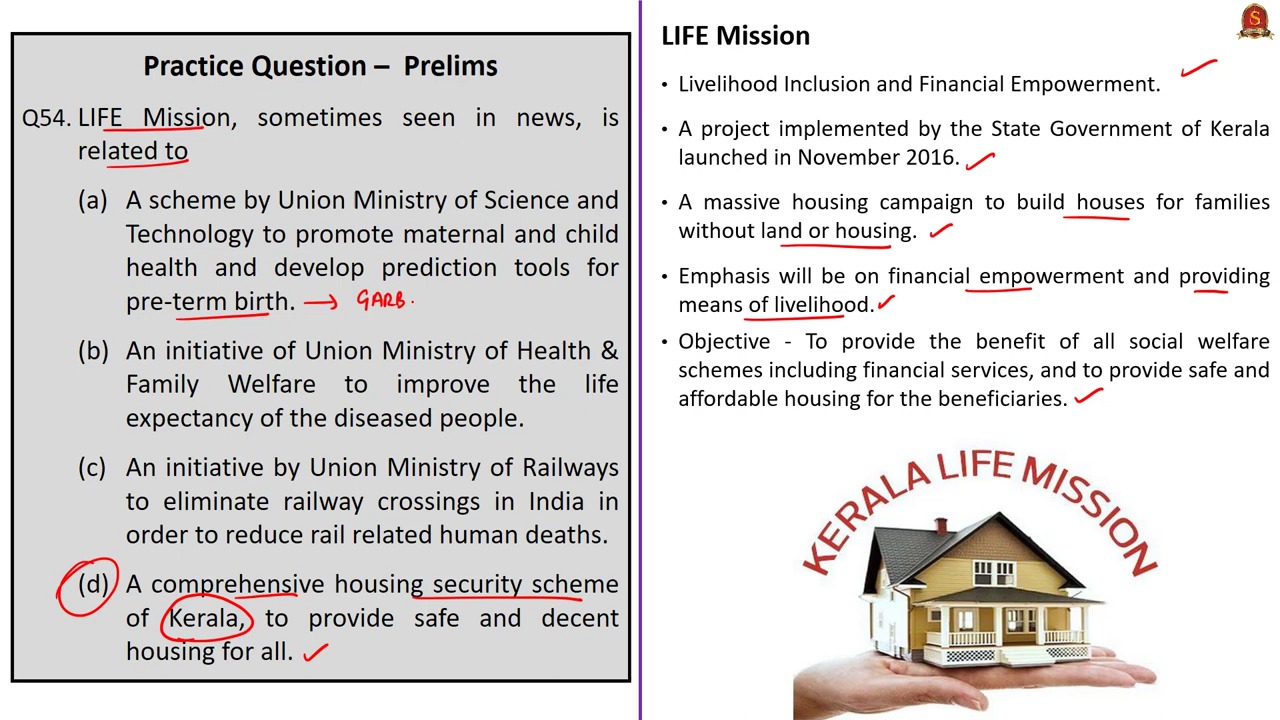 Practice Question – Prelims
Q54. LIFE Mission, sometimes seen in news, is
related to
(a) A scheme by Union Ministry of Science and
Technology to promote maternal and child
health and develop prediction tools for
pre-term birth. → GARB.
(b) An initiative of Union Ministry of Health &
Family Welfare to improve the life
expectancy of the diseased people.
(c) An initiative by Union Ministry of Railways
to eliminate railway crossings in India in
order to reduce rail related human deaths.
(d) A comprehensive housing security scheme
of Kerala, to provide safe and decent
housing for all.
LIFE Mission
• Livelihood Inclusion and Financial Empowerment.
• A project implemented by the State Government of Kerala
launched in November 2016.
• A massive housing campaign to build houses for families
without land or housing.
• Emphasis will be on financial empowerment and providing
means of livelihood.
• Objective - To provide the benefit of all social welfare
schemes including financial services, and to provide safe and
affordable housing for the beneficiaries.
KERALA LIFE MISSION